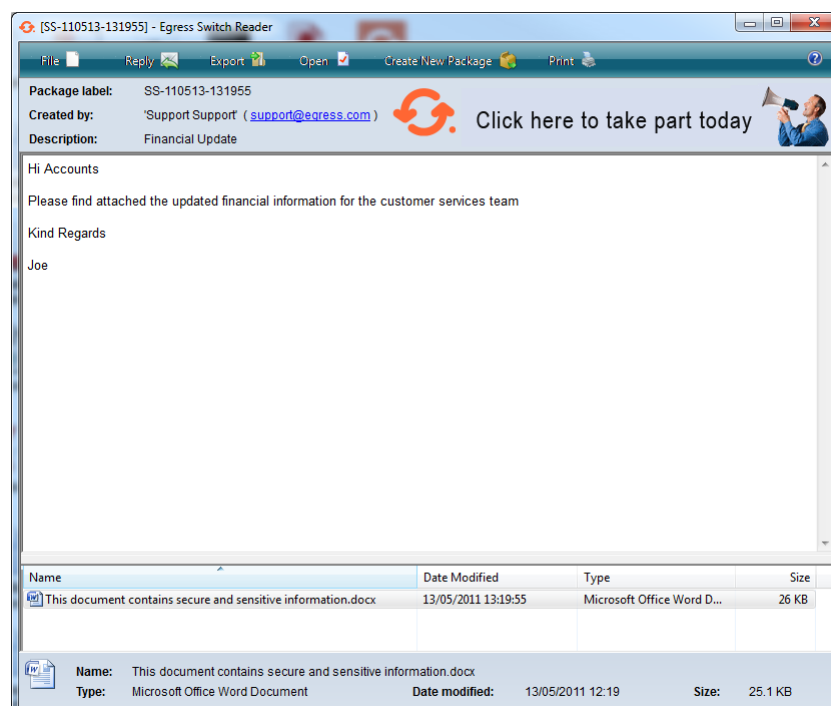 [SS-110513-131955] - Egress Switch Reader
File Reply Export Open Create New Package Print ?
Package label: SS-110513-131955
Created by: 'Support Support' ( support@egress.com )
Description: Financial Update
Click here to take part today
Hi Accounts
Please find attached the updated financial information for the customer services team
Kind Regards
Joe
Name Date Modified Type Size
This document contains secure and sensitive information.docx 13/05/2011 13:19:55 Microsoft Office Word D... 26 KB
Name: This document contains secure and sensitive information.docx
Type: Microsoft Office Word Document Date modified: 13/05/2011 12:19 Size: 25.1 KB